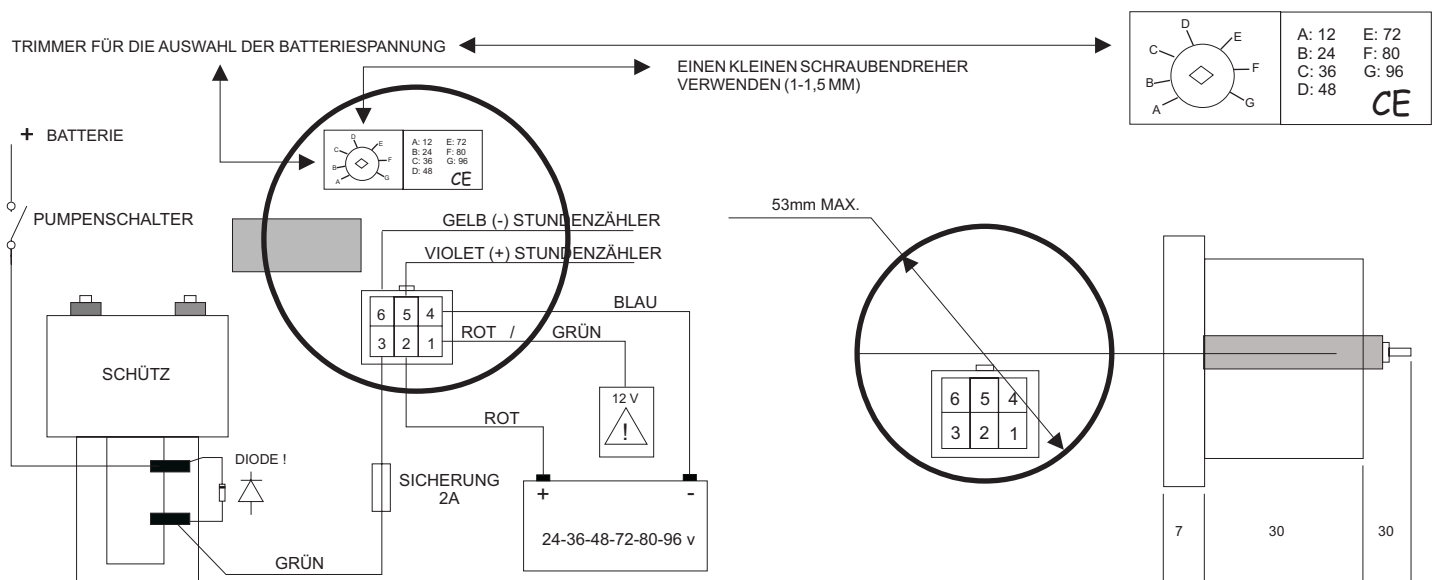 TRIMMER FÜR DIE AUSWAHL DER BATTERIESPANNUNG
EINEN KLEINEN SCHRAUBENDREHER
VERWENDEN (1-1,5 MM)
D
C
E
B
F
A
G
A: 12 E: 72
B: 24 F: 80
C: 36 G: 96
D: 48
CE
+ BATTERIE
PUMPENSCHALTER
D
C
E
B
F
A
G
A: 12 E: 72
B: 24 F: 80
C: 36 G: 96
D: 48
CE
GELB (-) STUNDENZÄHLER
VIOLET (+) STUNDENZÄHLER
BLAU
6 5 4
3 2 1
ROT / GRÜN
12 V
!
SCHÜTZ
ROT
DIODE !
SICHERUNG
2A
+ -
24-36-48-72-80-96 v
GRÜN
53mm MAX.
6 5 4
3 2 1
7 30 30